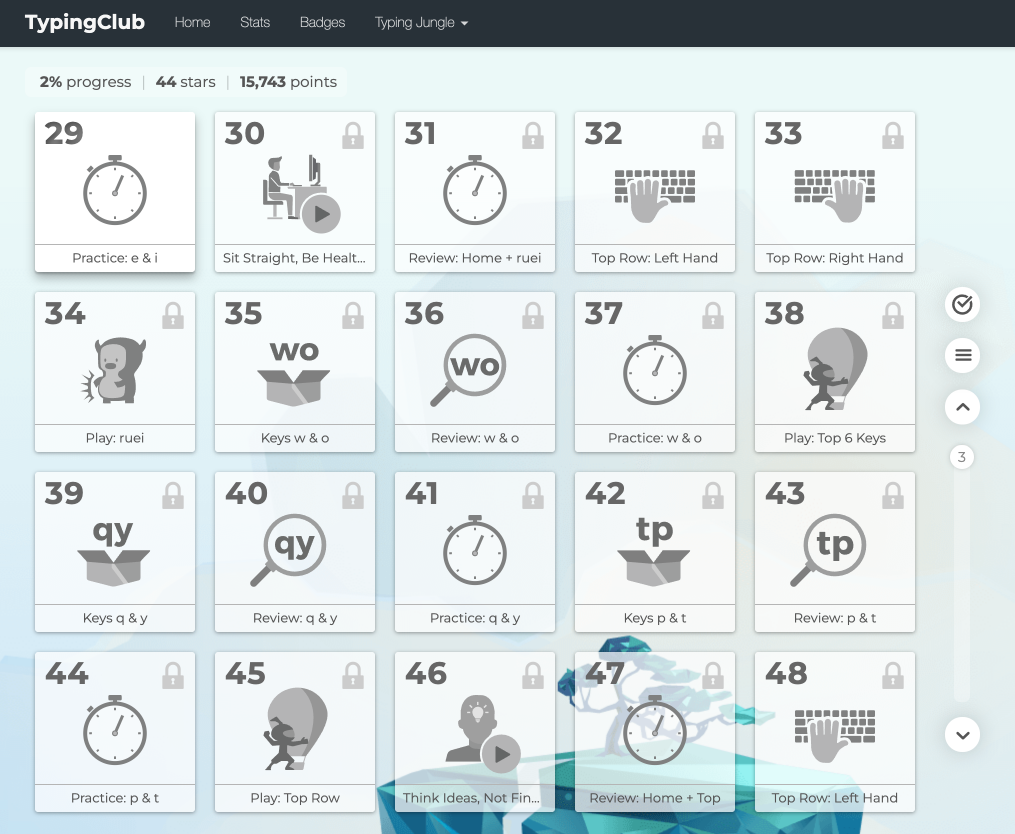 TypingClub Home Stats Badges Typing Jungle
2% progress | 44 stars | 15,743 points
29 30 31 32 33
Practice: e & i Sit Straight, Be Healt... Review: Home + ruei Top Row: Left Hand Top Row: Right Hand
34 35 36 37 38
wo wo
Play: ruei Keys w & o Review: w & o Practice: w & o Play: Top 6 Keys
3
39 40 41 42 43
qy qy tp tp
Keys q & y Review: q & y Practice: q & y Keys p & t Review: p & t
44 45 46 47 48
Practice: p & t Play: Top Row Think Ideas, Not Fin... Review: Home + Top Top Row: Left Hand